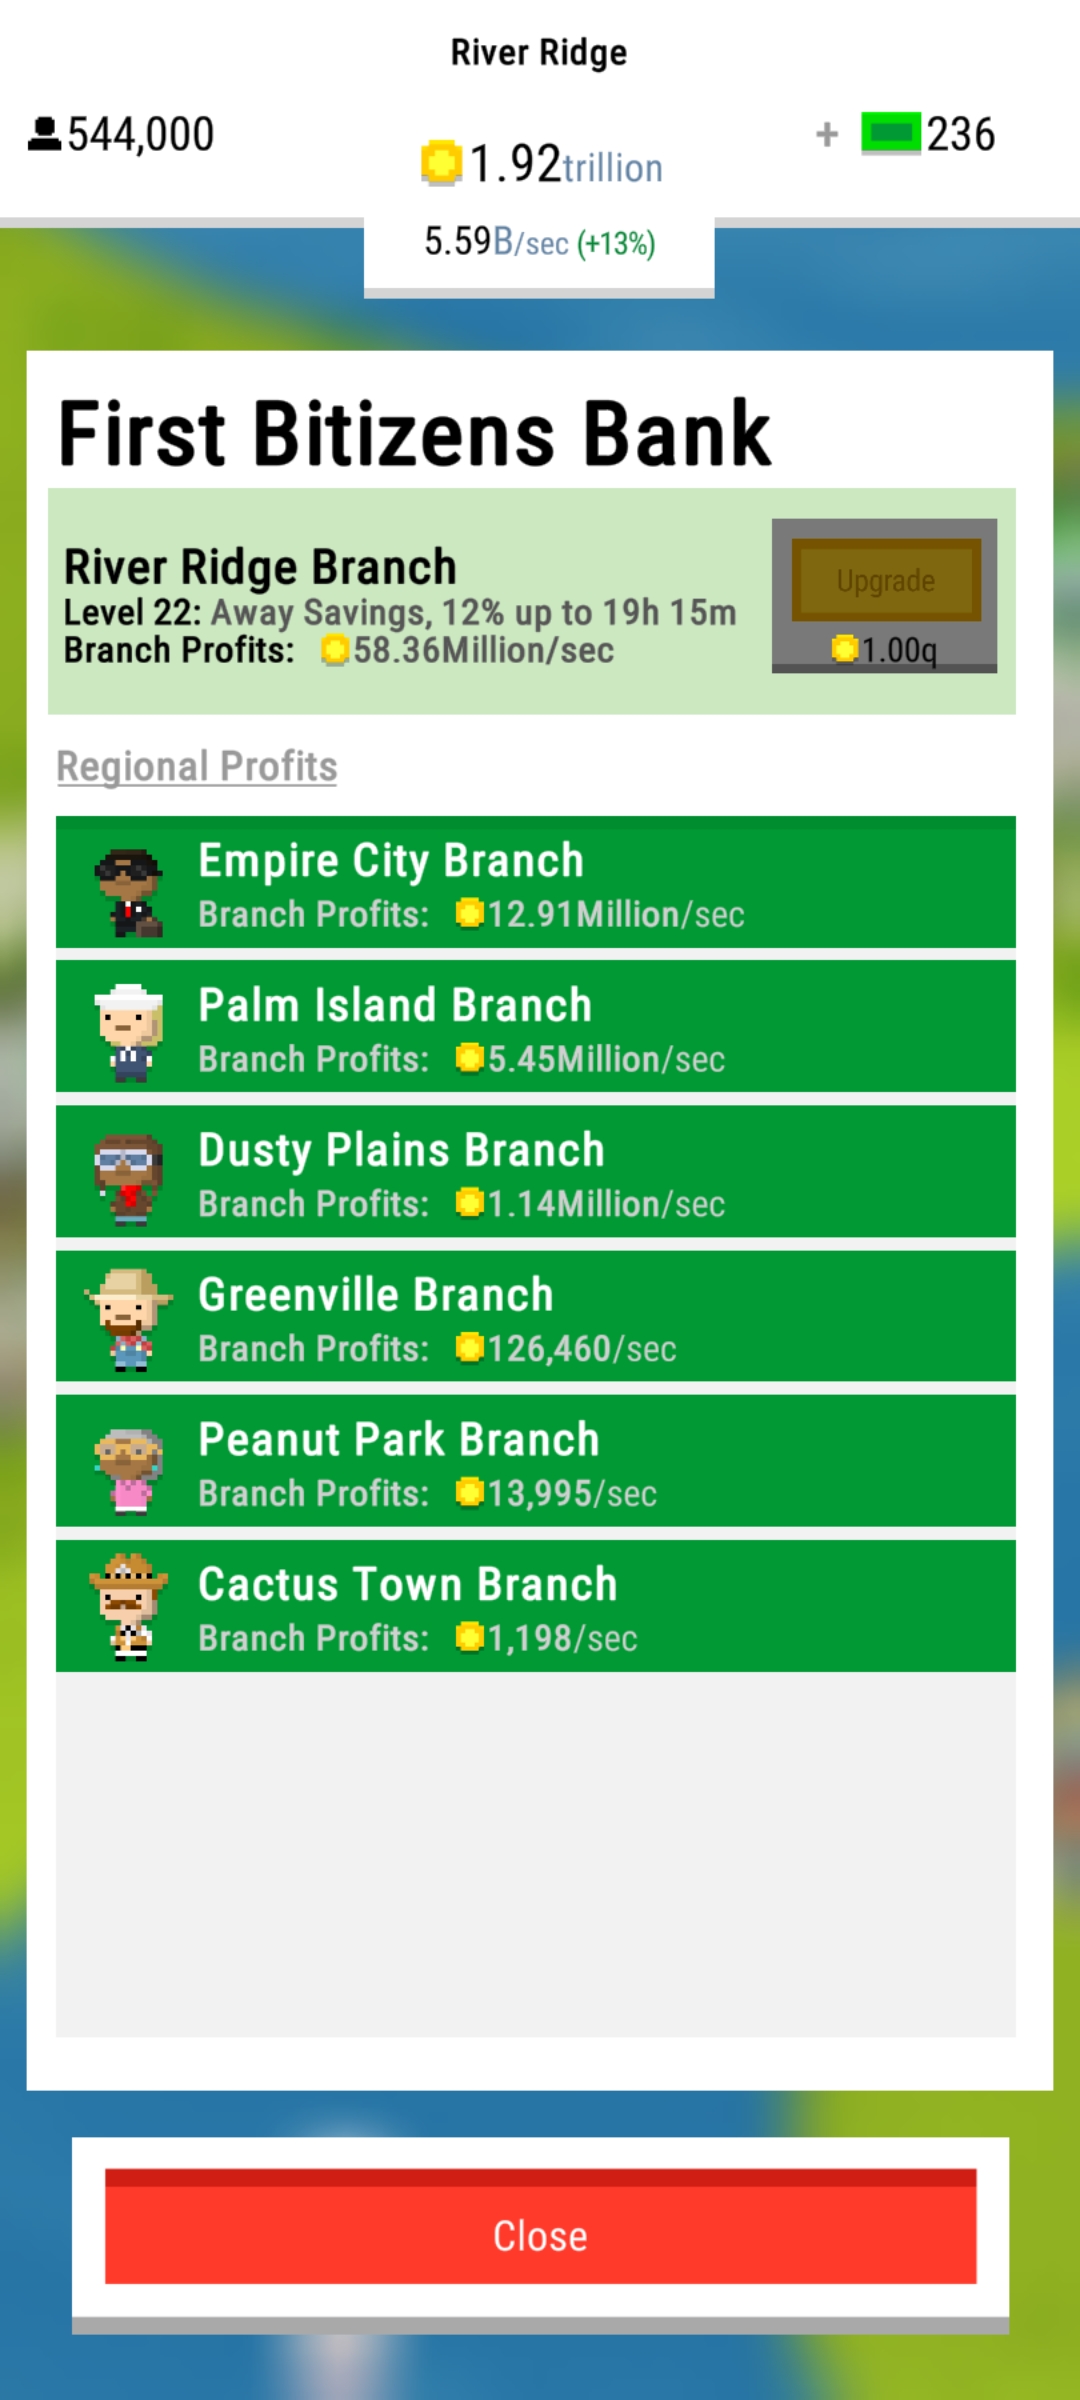 River Ridge
544,000
1.92trillion
+ 236
5.59B/sec (+13%)
First Bitizens Bank
River Ridge Branch
Level 22: Away Savings, 12% up to 19h 15m
Branch Profits: 58.36Million/sec
Upgrade
1.00q
Regional Profits
Empire City Branch
Branch Profits: 12.91Million/sec
Palm Island Branch
Branch Profits: 5.45Million/sec
Dusty Plains Branch
Branch Profits: 1.14Million/sec
Greenville Branch
Branch Profits: 126,460/sec
Peanut Park Branch
Branch Profits: 13,995/sec
Cactus Town Branch
Branch Profits: 1,198/sec
Close